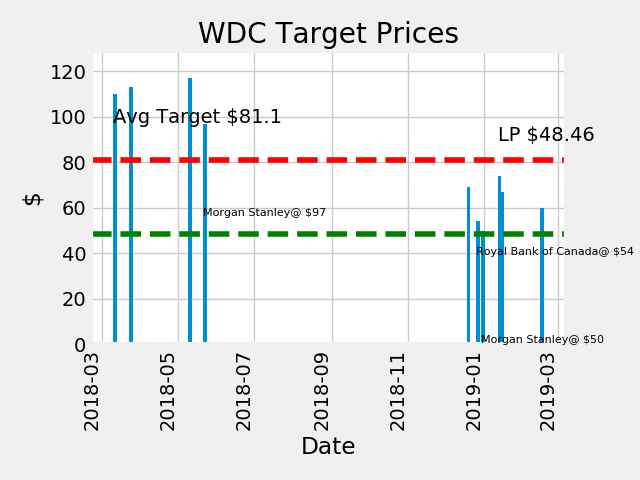 WDC Target Prices
120
100
80
60
40
20
0
$
Avg Target $81.1
LP $48.46
Morgan Stanley@ $97
Royal Bank of Canada@ $54
Morgan Stanley@ $50
2018-03
2018-05
2018-07
2018-09
2018-11
2019-01
2019-03
Date